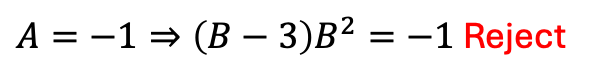 A = −1 ⇒ (B − 3)B² = −1 Reject